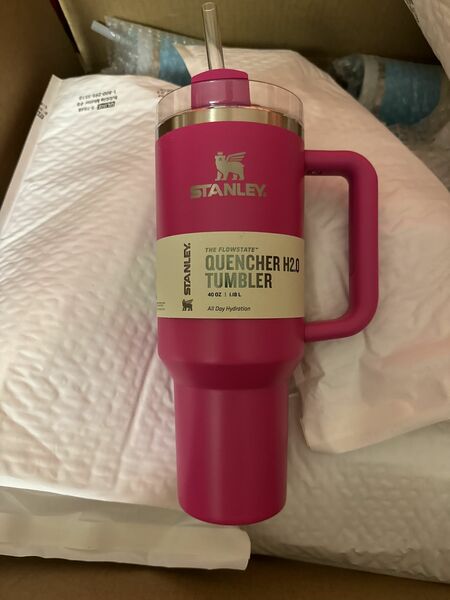 STANLEY.
THE FLOWSTATE™
QUENCHER H2.0
TUMBLER
40 OZ | 1.18 L
All Day Hydration
STANLEY.